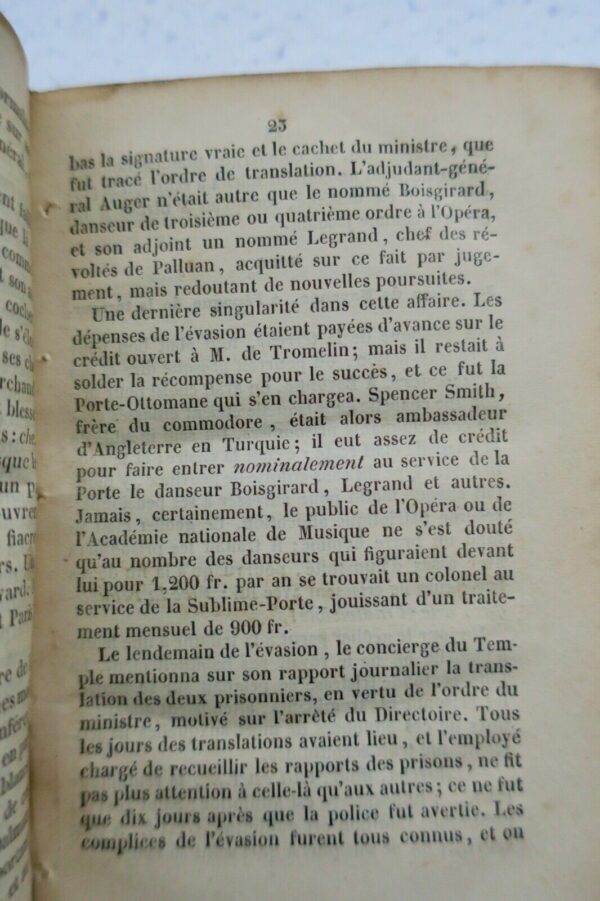 23
bas la signature vraie et le cachet du ministre, que
fut tracé l'ordre de translation. L'adjudant-géné-
ral Auger n'était autre que le nommé Boisgirard,
danseur de troisième ou quatrième ordre à l'Opéra,
et son adjoint un nommé Legrand, chef des ré-
voltés de Palluan, acquitté sur ce fait par juge-
ment, mais redoutant de nouvelles poursuites.
Une dernière singularité dans cette affaire. Les
dépenses de l'évasion étaient payées d'avance sur le
crédit ouvert à M. de Tromelin; mais il restait à
solder la récompense pour le succès, et ce fut la
Porte-Ottomane qui s'en chargea. Spencer Smith,
frère du commodore, était alors ambassadeur
d'Angleterre en Turquie; il eut assez de crédit
pour faire entrer nominalement au service de la
Porte le danseur Boisgirard, Legrand et autres.
Jamais, certainement, le public de l'Opéra ou de
l'Académie nationale de Musique ne s'est douté
qu'au nombre des danseurs qui figuraient devant
lui pour 1,200 fr. par an se trouvait un colonel au
service de la Sublime-Porte, jouissant d'un traite-
ment mensuel de 900 fr.
Le lendemain de l'évasion, le concierge du Tem-
ple mentionna sur son rapport journalier la trans-
lation des deux prisonniers, en vertu de l'ordre du
ministre, motivé sur l'arrêté du Directoire. Tous
les jours des translations avaient lieu, et l'employé
chargé de recueillir les rapports des prisons, ne fit
pas plus attention à celle-là qu'aux autres; ce ne fut
que dix jours après que la police fut avertie. Les
complices de l'évasion furent tous connus, et ou